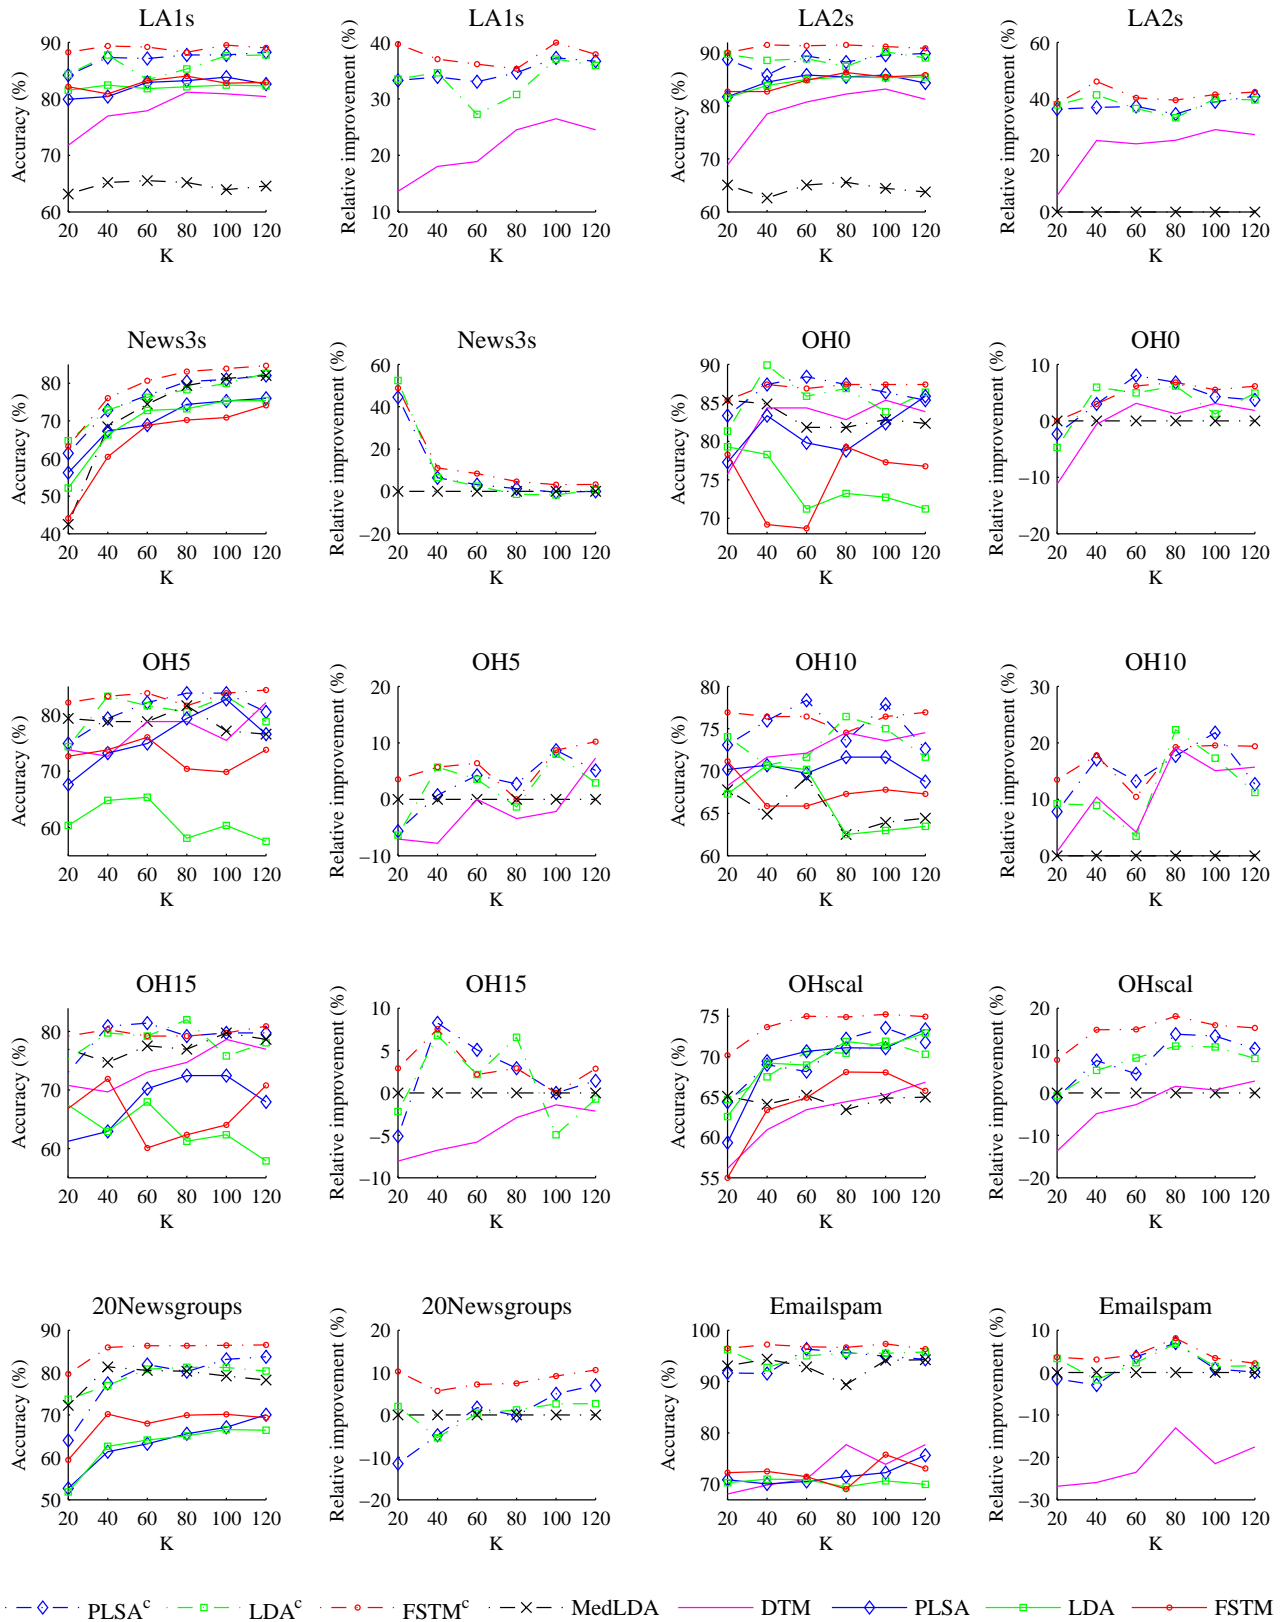 LA1s LA1s LA2s LA2s
Accuracy (%) Relative improvement (%) Accuracy (%) Relative improvement (%)
90 40 90 60
80 30 80 40
70 20 70 20
60 10 60 0
20 40 60 80 100 120 20 40 60 80 100 120 20 40 60 80 100 120 20 40 60 80 100 120
K K K K
News3s News3s OH0 OH0
Accuracy (%) Relative improvement (%) Accuracy (%) Relative improvement (%)
80 60 90 10
70 40 85 0
60 20 80 −10
50 0 75 −20
40 −20 70
20 40 60 80 100 120 20 40 60 80 100 120 20 40 60 80 100 120 20 40 60 80 100 120
K K K K
OH5 OH5 OH10 OH10
Accuracy (%) Relative improvement (%) Accuracy (%) Relative improvement (%)
80 20 80 30
70 10 75 20
60 0 70 10
−10 65 0
60
20 40 60 80 100 120 20 40 60 80 100 120 20 40 60 80 100 120 20 40 60 80 100 120
K K K K
OH15 OH15 OHscal OHscal
Accuracy (%) Relative improvement (%) Accuracy (%) Relative improvement (%)
80 10 75 20
70 5 70 10
60 0 65 0
−5 60 −10
−10 55 −20
20 40 60 80 100 120 20 40 60 80 100 120 20 40 60 80 100 120 20 40 60 80 100 120
K K K K
20Newsgroups 20Newsgroups Emailspam Emailspam
Accuracy (%) Relative improvement (%) Accuracy (%) Relative improvement (%)
90 20 100 10
80 10 90 0
70 0 80 −10
60 −10 70 −20
50 −20 −30
20 40 60 80 100 120 20 40 60 80 100 120 20 40 60 80 100 120 20 40 60 80 100 120
K K K K
PLSA^c LDA^c FSTM^c MedLDA DTM PLSA LDA FSTM